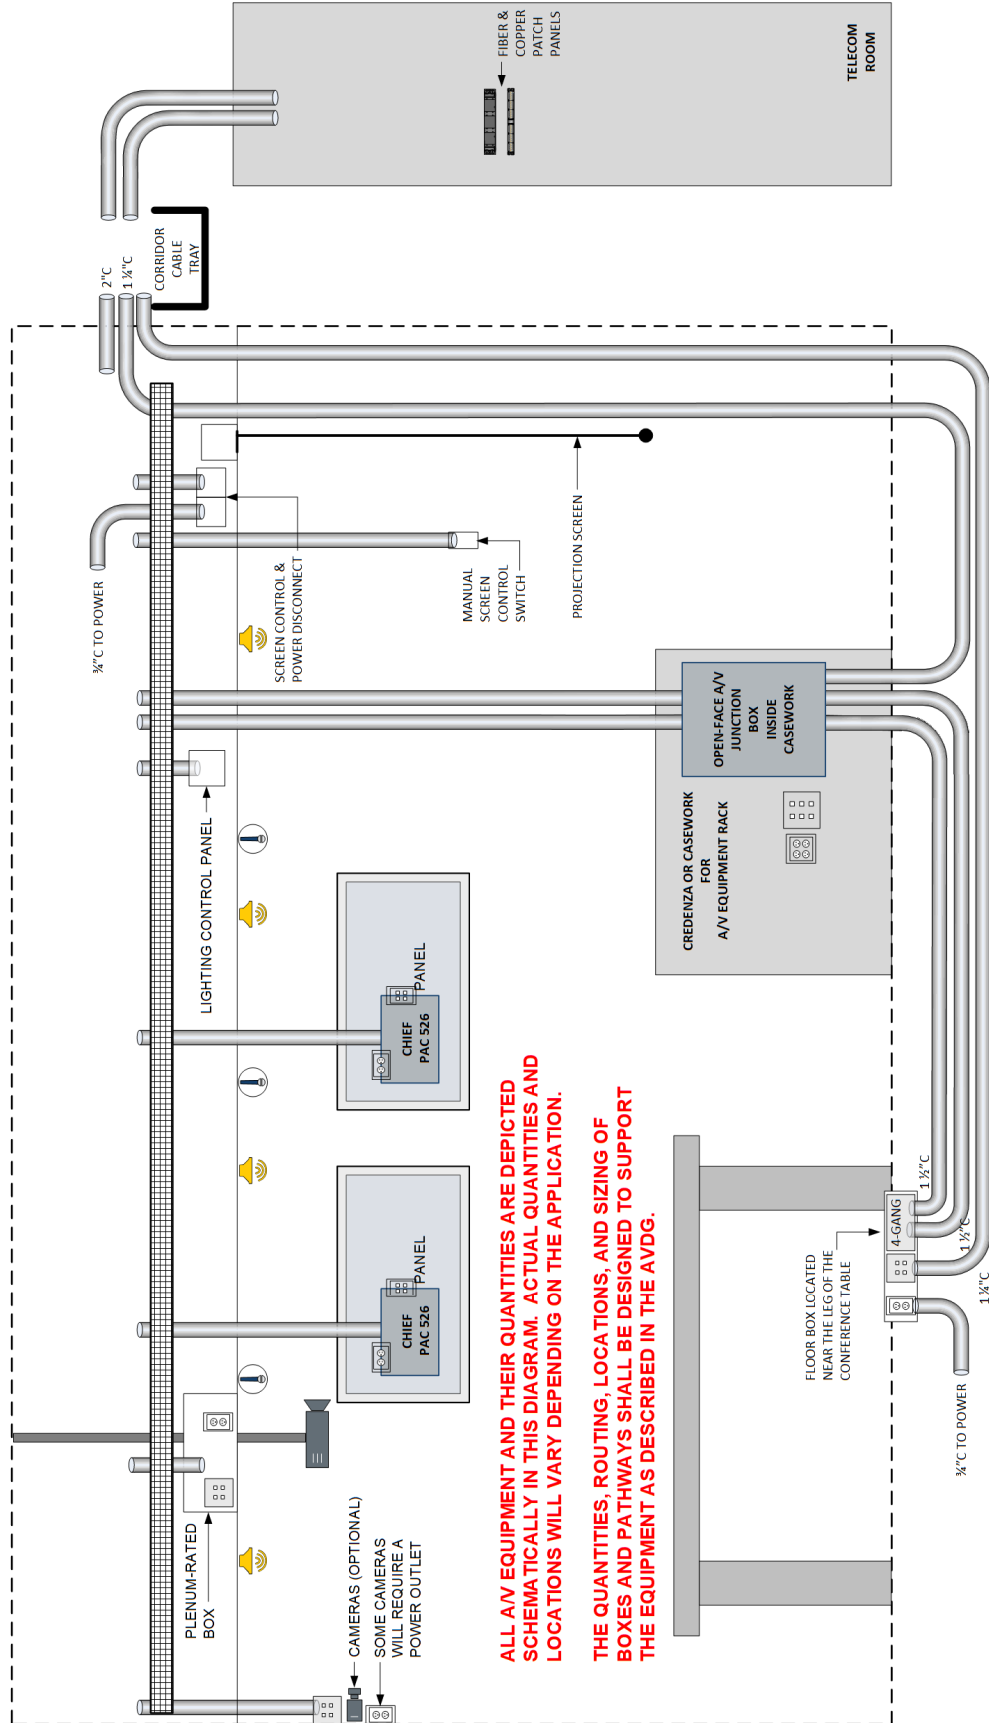 FIBER &
COPPER
PATCH
PANELS
TELECOM
ROOM
2"C
1 ¼"C
CORRIDOR
CABLE
TRAY
¾"C TO POWER
SCREEN CONTROL &
POWER DISCONNECT
MANUAL
SCREEN
CONTROL
SWITCH
PROJECTION SCREEN
LIGHTING CONTROL PANEL
OPEN-FACE A/V
JUNCTION
BOX
INSIDE
CASEWORK
CREDENZA OR CASEWORK
FOR
A/V EQUIPMENT RACK
CHIEF
PAC 526
PANEL
CHIEF
PAC 526
PANEL
PLENUM-RATED
BOX
CAMERAS (OPTIONAL)
SOME CAMERAS
WILL REQUIRE A
POWER OUTLET
ALL A/V EQUIPMENT AND THEIR QUANTITIES ARE DEPICTED
SCHEMATICALLY IN THIS DIAGRAM. ACTUAL QUANTITIES AND
LOCATIONS WILL VARY DEPENDING ON THE APPLICATION.
THE QUANTITIES, ROUTING, LOCATIONS, AND SIZING OF
BOXES AND PATHWAYS SHALL BE DESIGNED TO SUPPORT
THE EQUIPMENT AS DESCRIBED IN THE AVDG.
FLOOR BOX LOCATED
NEAR THE LEG OF THE
CONFERENCE TABLE
4-GANG
1 ½"C
1 ½"C
1 ¼"C
¾"C TO POWER